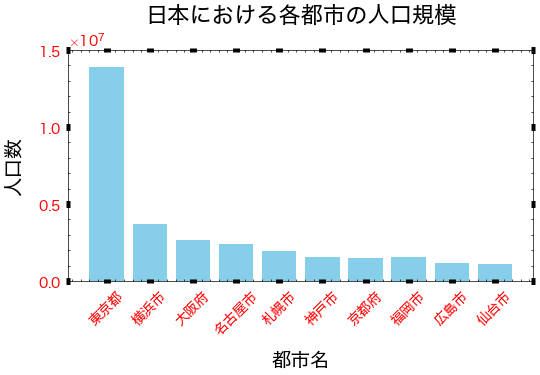 日本における各都市の人口規模
×10⁷
1.5
1.0
0.5
0.0
人口数
東京都
横浜市
大阪府
名古屋市
札幌市
神戸市
京都府
福岡市
広島市
仙台市
都市名